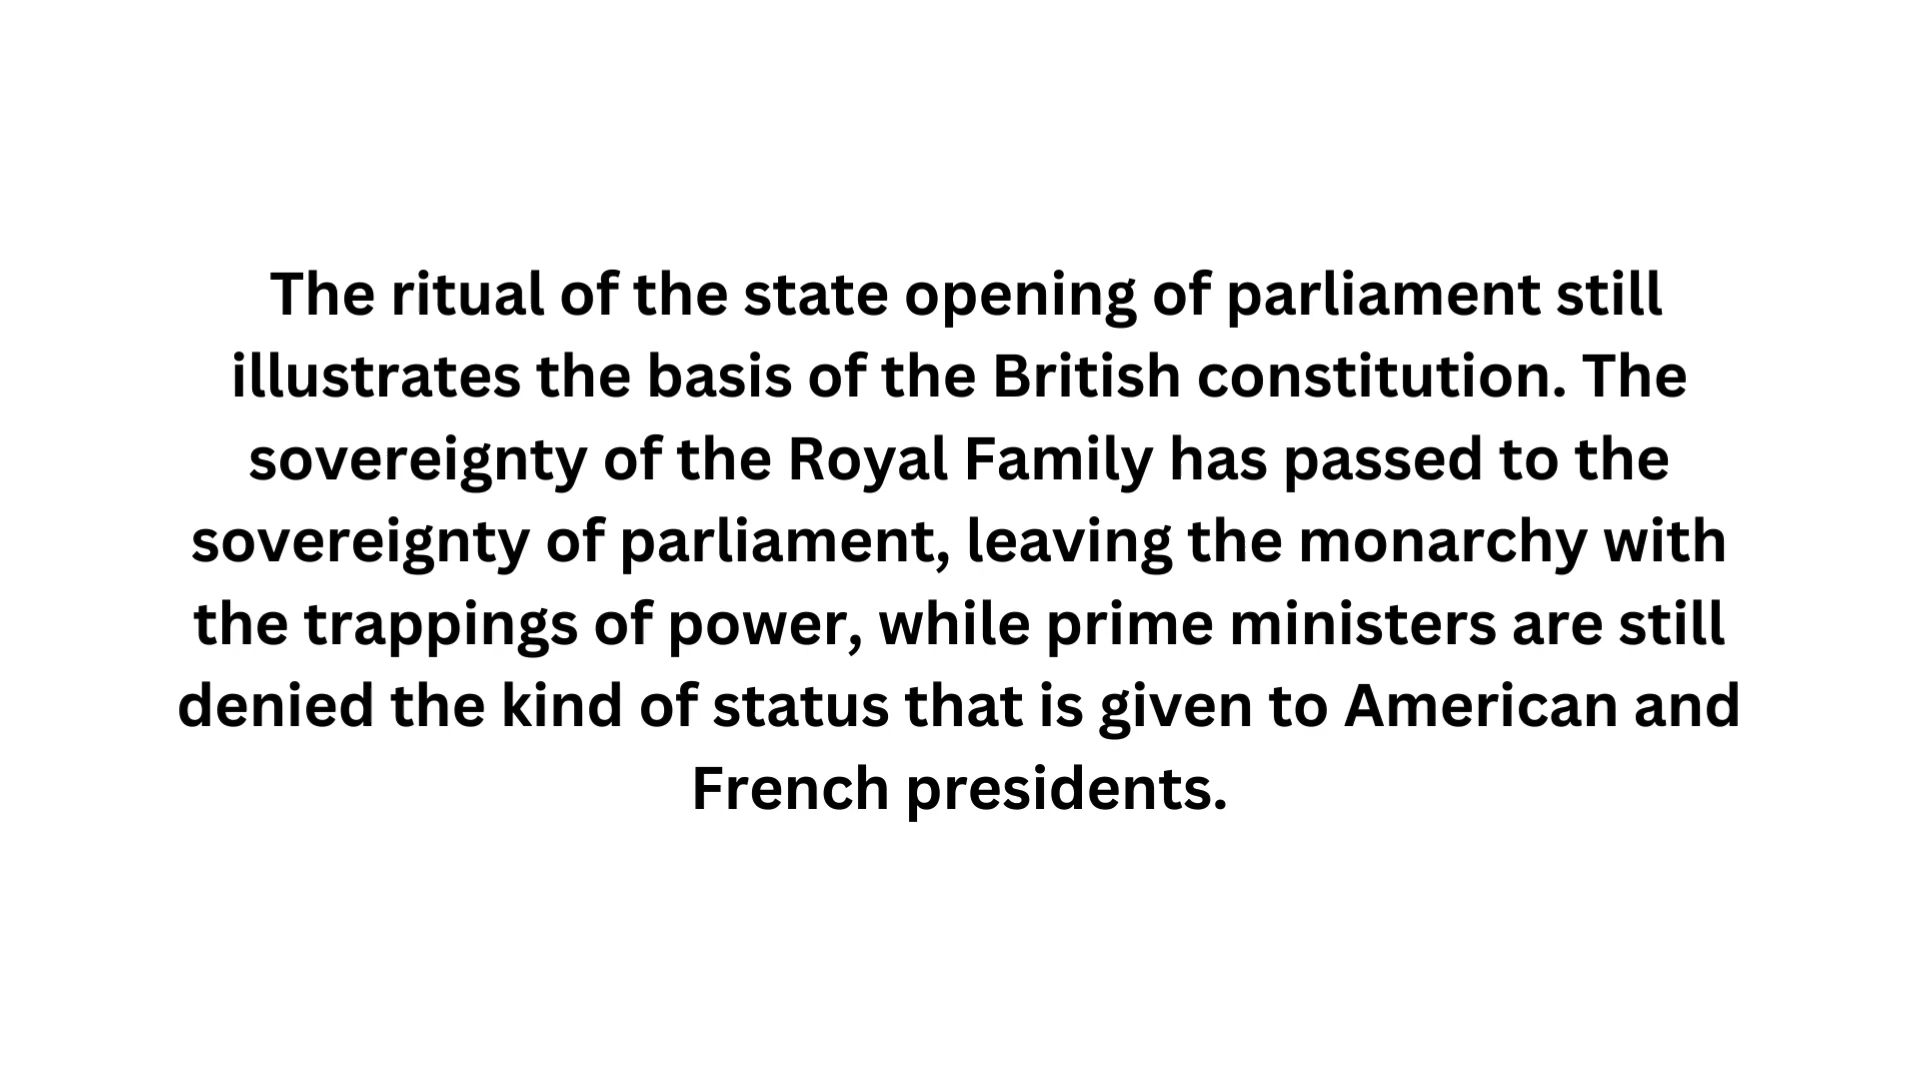 The ritual of the state opening of parliament still
illustrates the basis of the British constitution. The
sovereignty of the Royal Family has passed to the
sovereignty of parliament, leaving the monarchy with
the trappings of power, while prime ministers are still
denied the kind of status that is given to American and
French presidents.